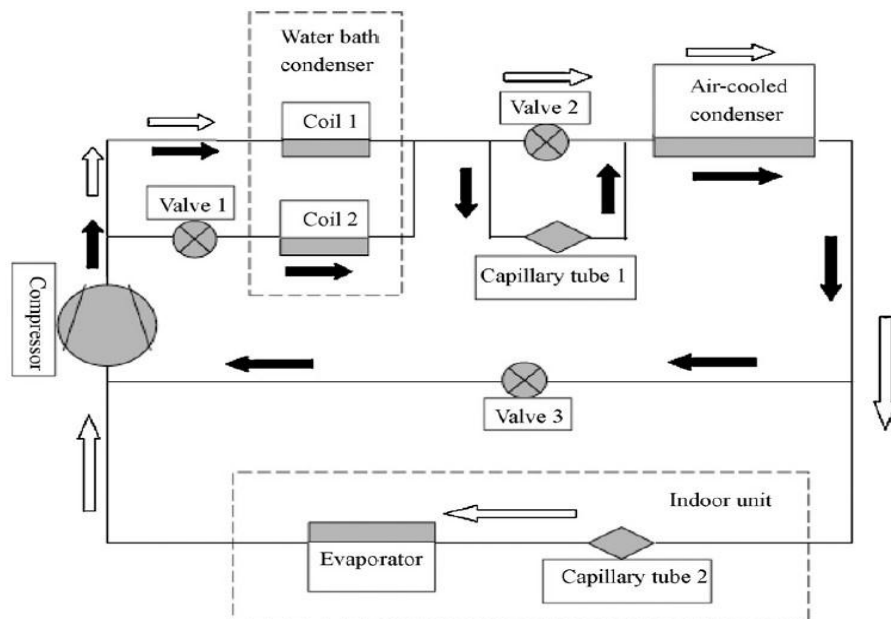 Water bath
condenser
Coil 1
Valve 2
Air-cooled
condenser
Valve 1
Coil 2
Capillary tube 1
Compressor
Valve 3
Indoor unit
Evaporator
Capillary tube 2